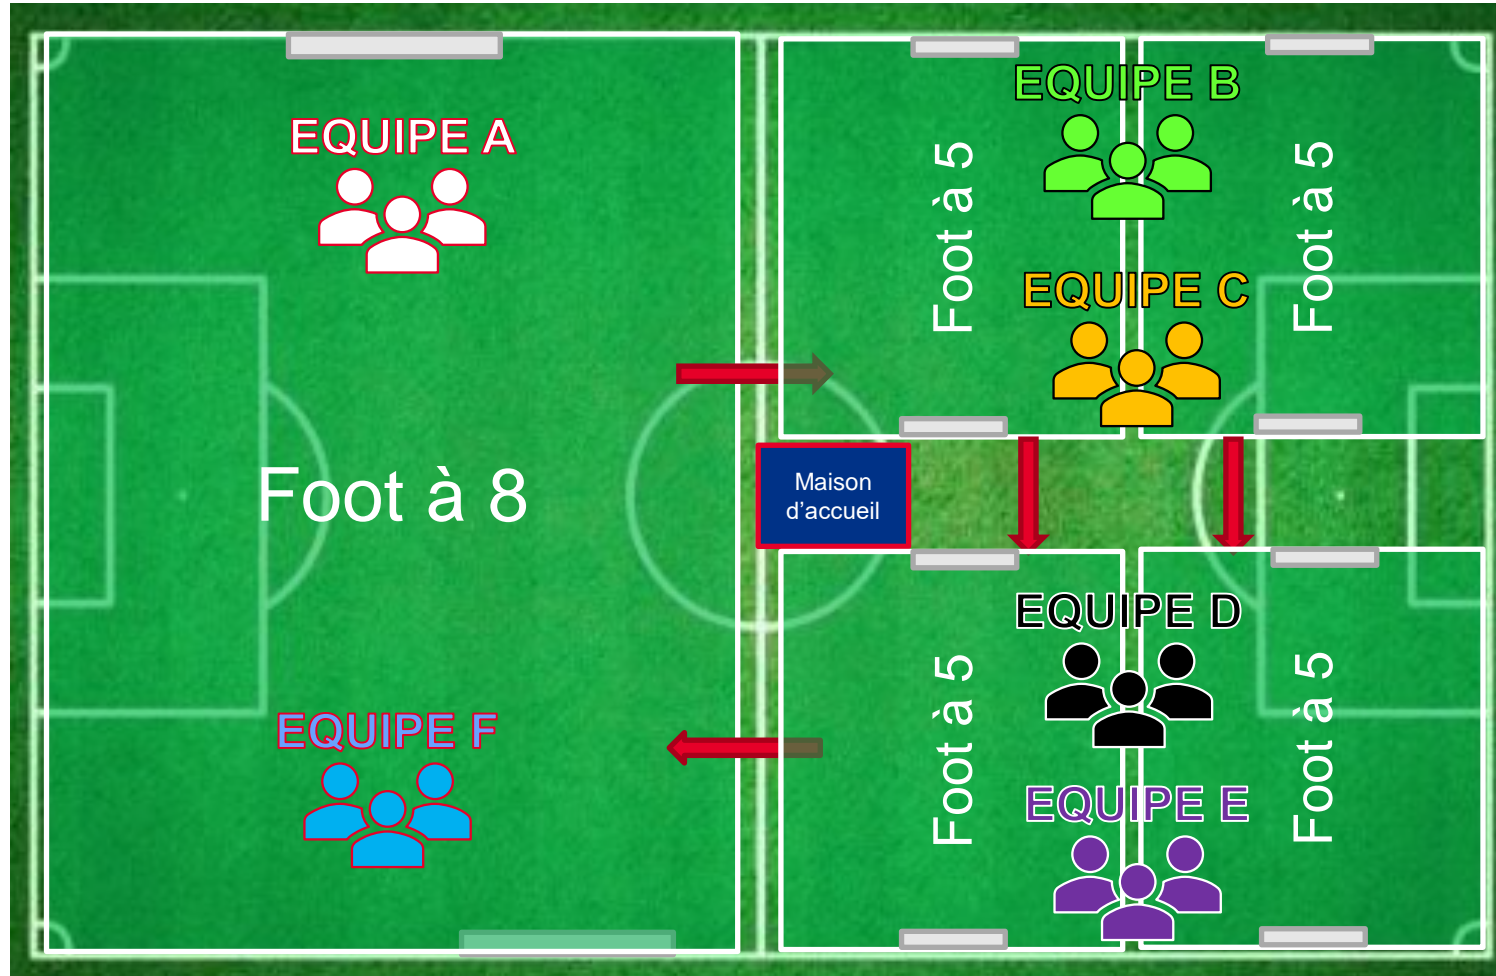 EQUIPE A
EQUIPE F
Foot à 8
EQUIPE B
EQUIPE C
Foot à 5
Foot à 5
Maison
d'accueil
EQUIPE D
EQUIPE E
Foot à 5
Foot à 5